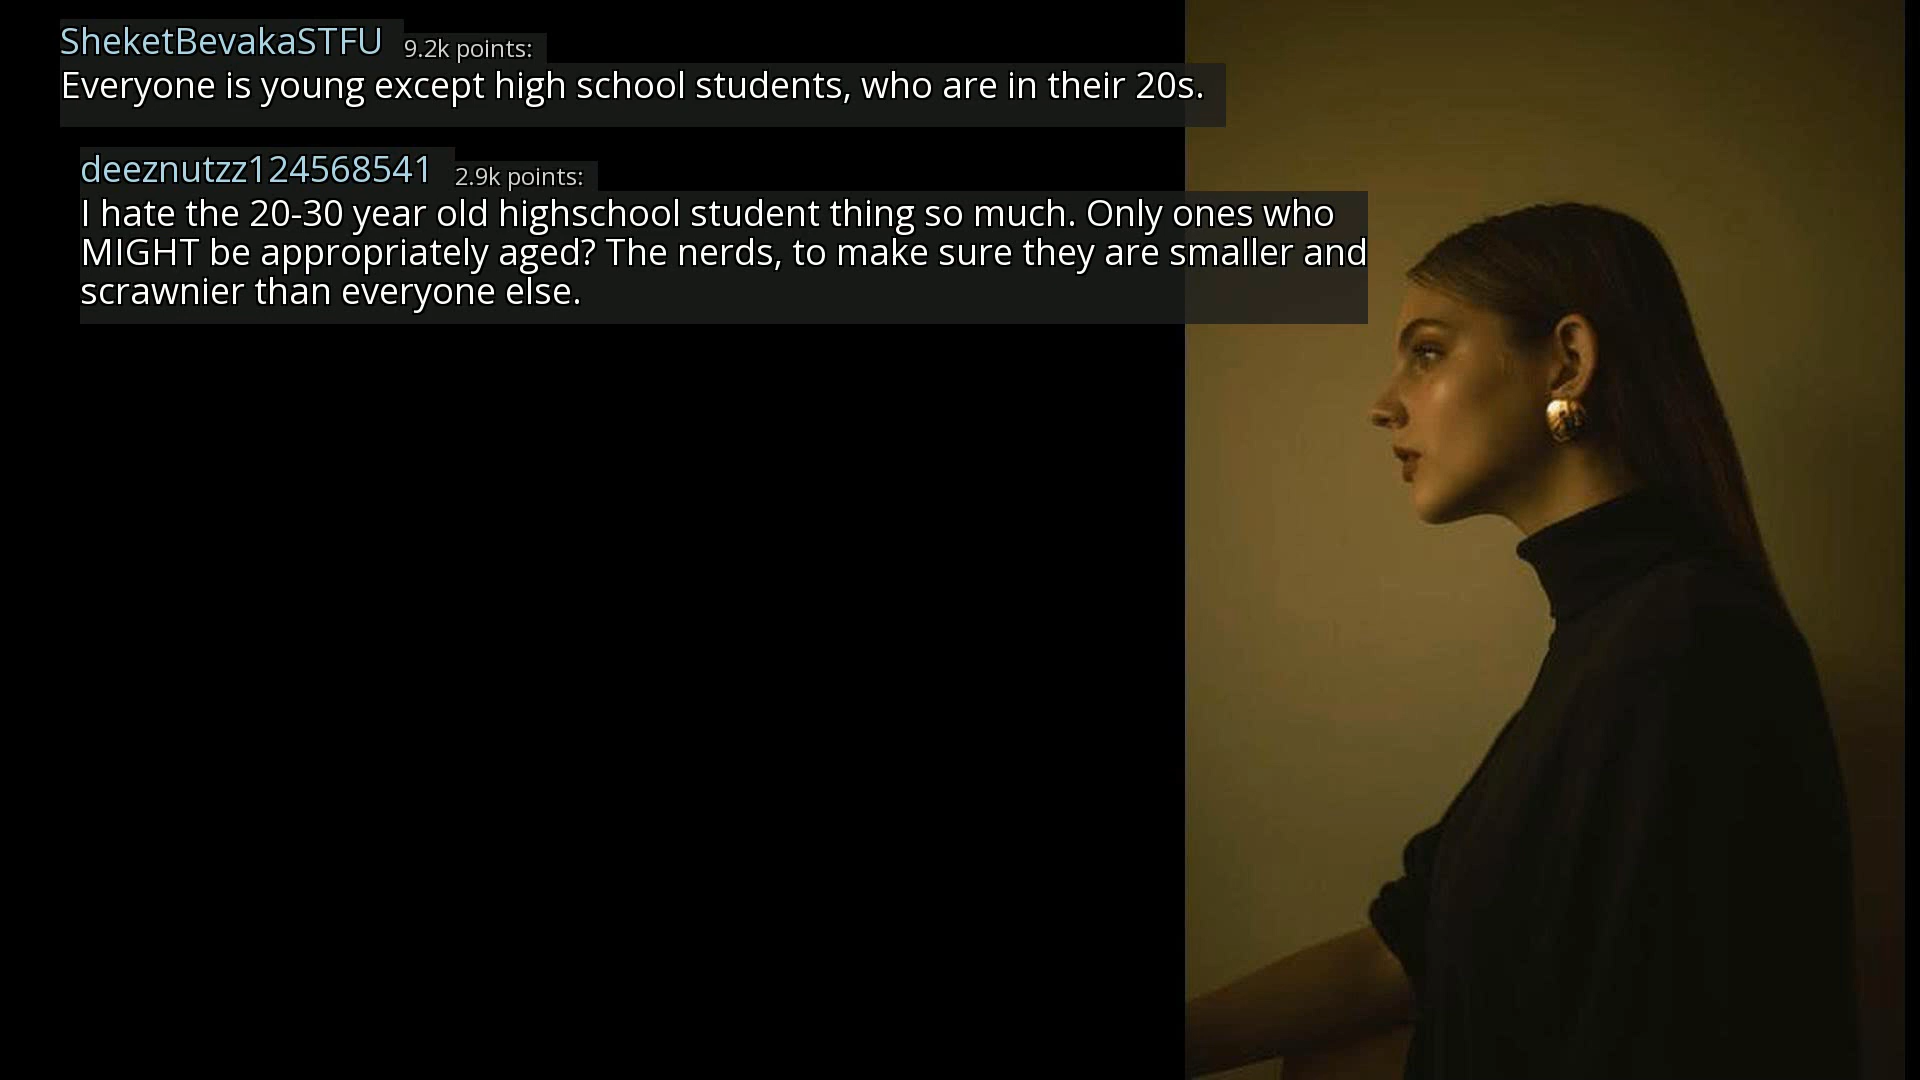 SheketBevakaSTFU 9.2k points:
Everyone is young except high school students, who are in their 20s.
deeznutzz124568541 2.9k points:
I hate the 20-30 year old highschool student thing so much. Only ones who
MIGHT be appropriately aged? The nerds, to make sure they are smaller and
scrawnier than everyone else.